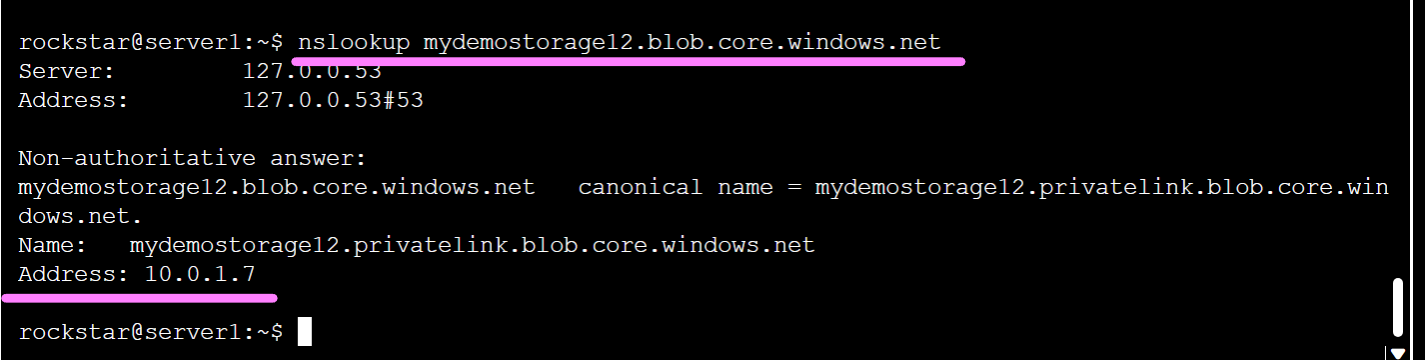 rockstar@server1:~$ nslookup mydemostorage12.blob.core.windows.net
Server:         127.0.0.53
Address:        127.0.0.53#53
Non-authoritative answer:
mydemostorage12.blob.core.windows.net   canonical name = mydemostorage12.privatelink.blob.core.win
dows.net.
Name:   mydemostorage12.privatelink.blob.core.windows.net
Address: 10.0.1.7
rockstar@server1:~$